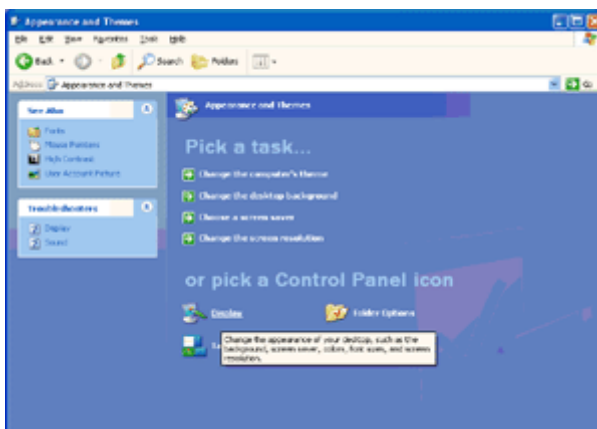 Appearance and Themes
File Edit View Favorites Tools Help
Back Search Folders
Address Appearance and Themes
See Also
Fonts
Mouse Pointers
High Contrast
User Account Picture
Troubleshooters
Display
Sound
Appearance and Themes
Pick a task...
Change the computer's theme
Change the desktop background
Choose a screen saver
Change the screen resolution
or pick a Control Panel icon
Display
Folder Options
Change the appearance of your desktop, such as the
background, screen saver, colors, font sizes, and screen
resolution.